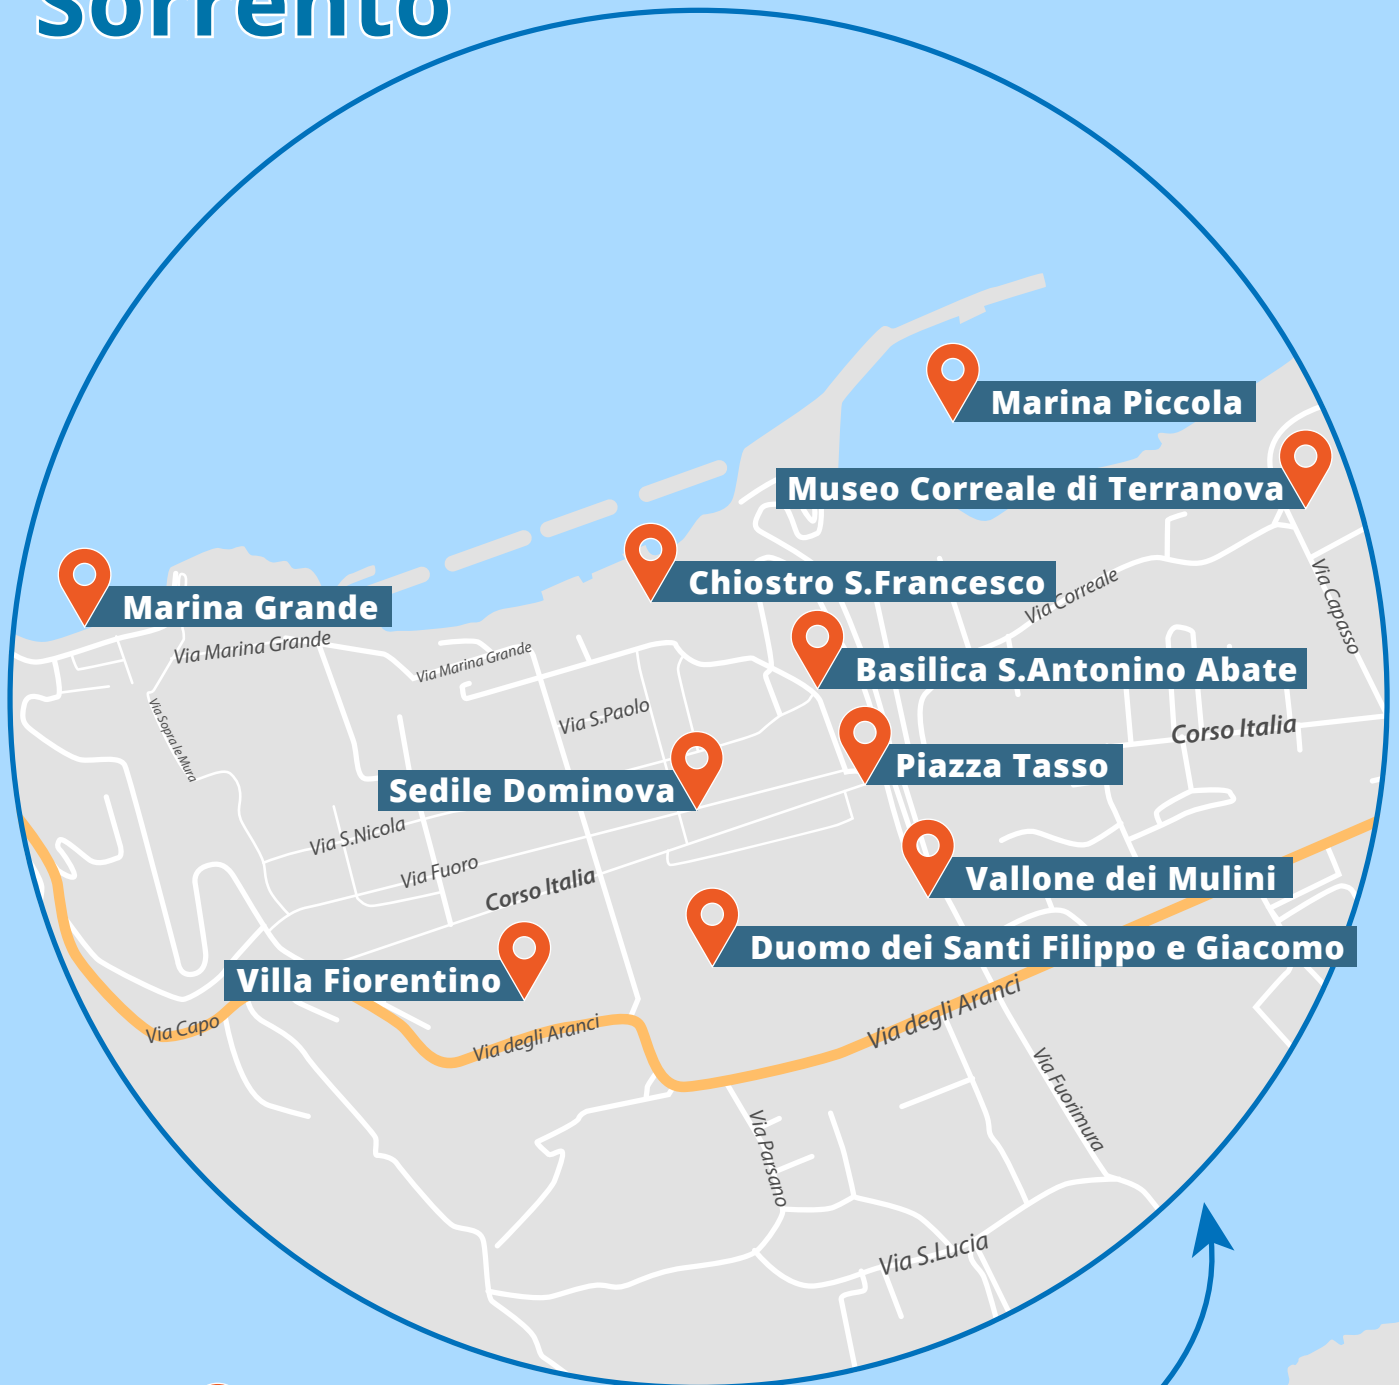 Sorrento
Marina Piccola
Museo Correale di Terranova
Chiostro S.Francesco
Via Correale
Via Capasso
Marina Grande
Via Marina Grande
Via Marina Grande
Basilica S.Antonino Abate
Via Sopra le Mura
Via S.Paolo
Corso Italia
Piazza Tasso
Sedile Dominova
Via S.Nicola
Via Fuoro
Corso Italia
Vallone dei Mulini
Duomo dei Santi Filippo e Giacomo
Villa Fiorentino
Via Capo
Via degli Aranci
Via degli Aranci
Via Fuorimura
Via Parsano
Via S.Lucia